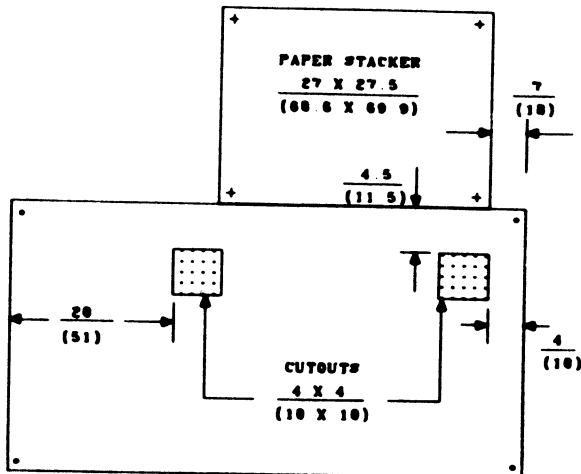 PAPER STACKER
27 X 27.5
(68.6 X 69 9)
7
(18)
4.5
(11 5)
20
(51)
CUTOUTS
4 X 4
(10 X 10)
4
(10)